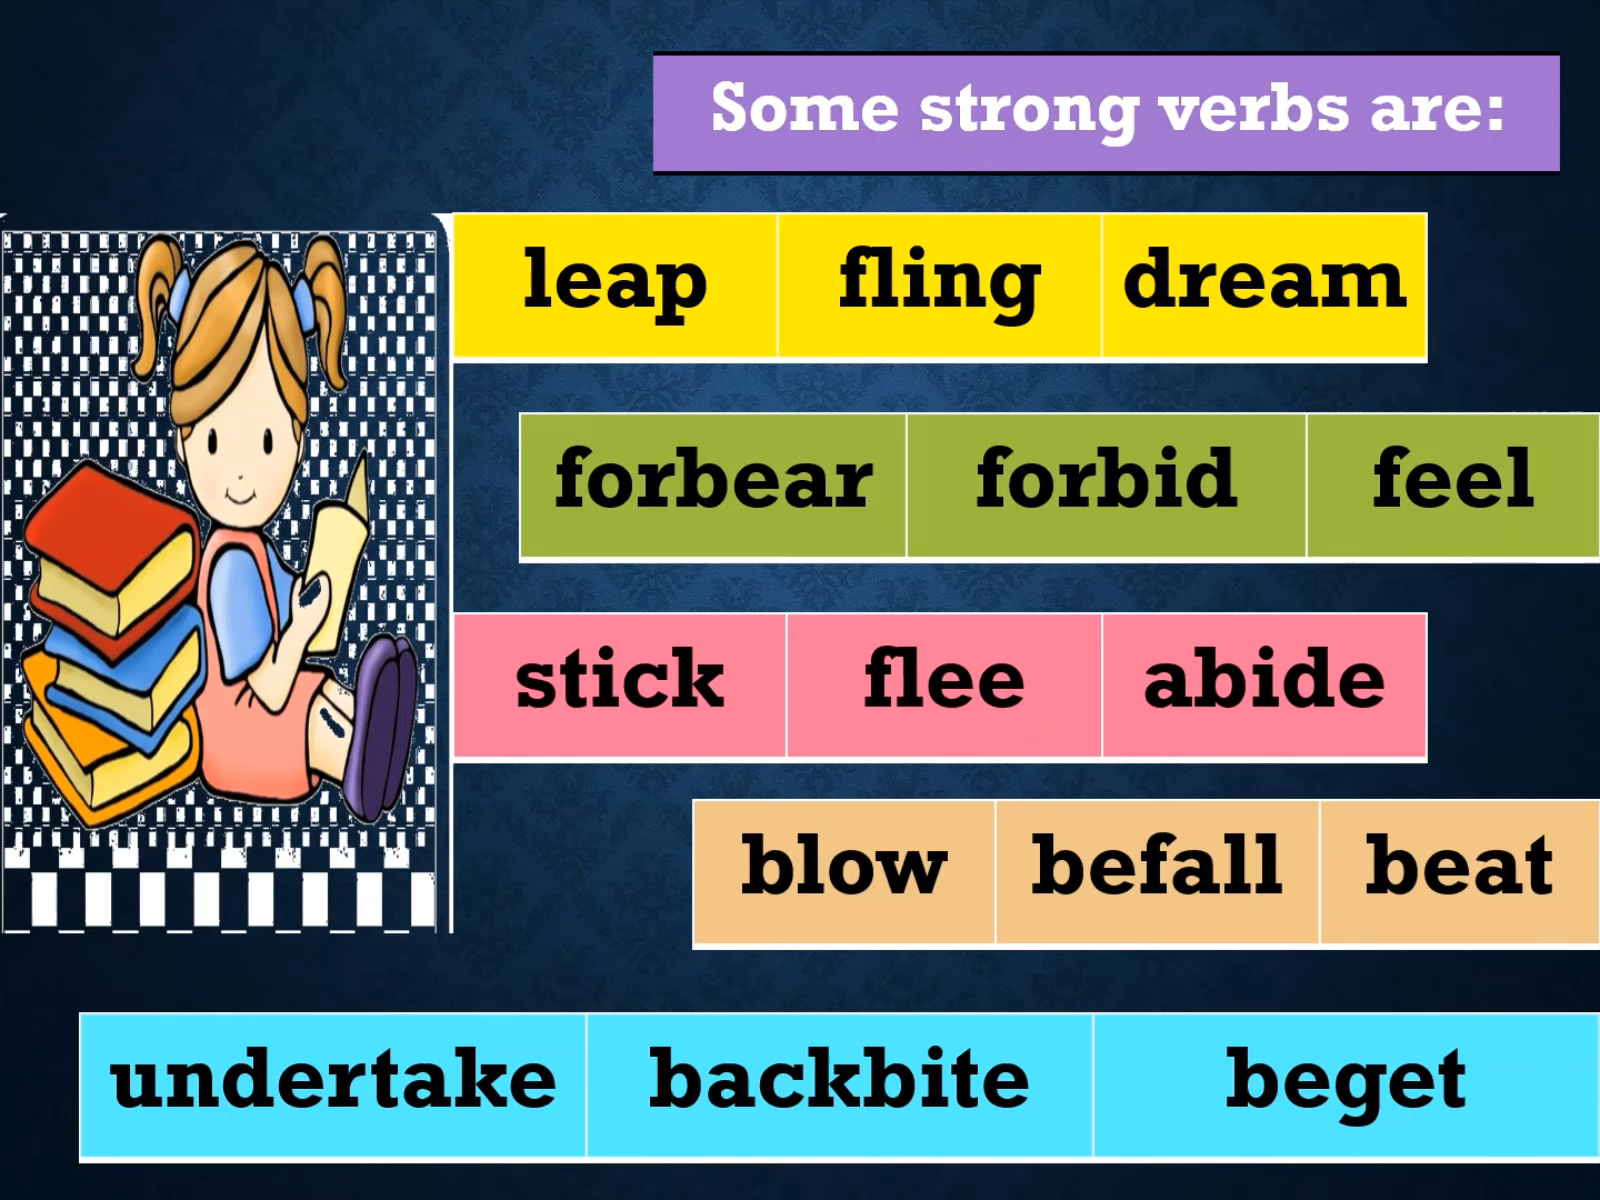 Some strong verbs are:
leap fling dream
forbear forbid feel
stick flee abide
blow befall beat
undertake backbite beget